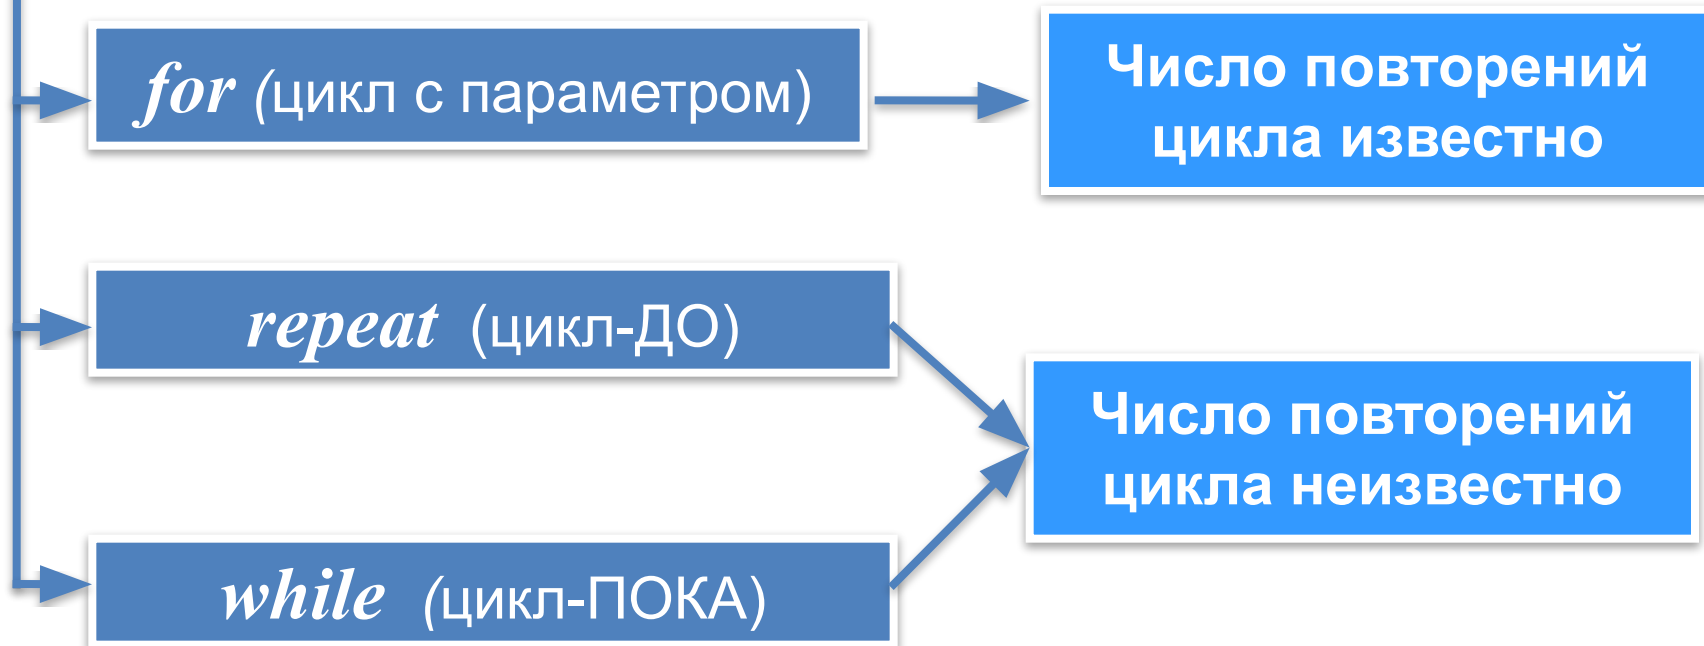 for (цикл с параметром)
Число повторений
цикла известно
repeat (цикл-ДО)
Число повторений
цикла неизвестно
while (цикл-ПОКА)